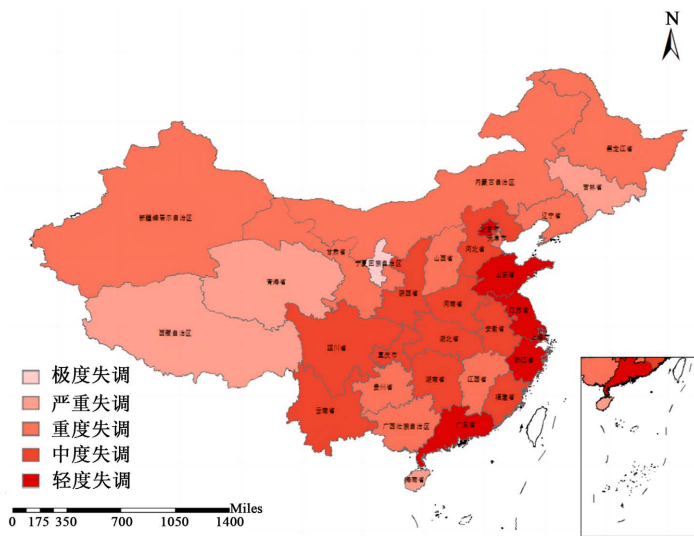 N
黑龙江省
内蒙古自治区
吉林省
新疆维吾尔自治区
辽宁省
北京市
天津市
河北省
甘肃省
宁夏回族自治区
山西省
山东省
青海省
陕西省
河南省
江苏省
西藏自治区
安徽省
上海市
四川省
湖北省
重庆市
浙江省
湖南省
江西省
贵州省
福建省
云南省
广西壮族自治区
广东省
海南省
极度失调
严重失调
重度失调
中度失调
轻度失调
Miles
0 175 350 700 1050 1400